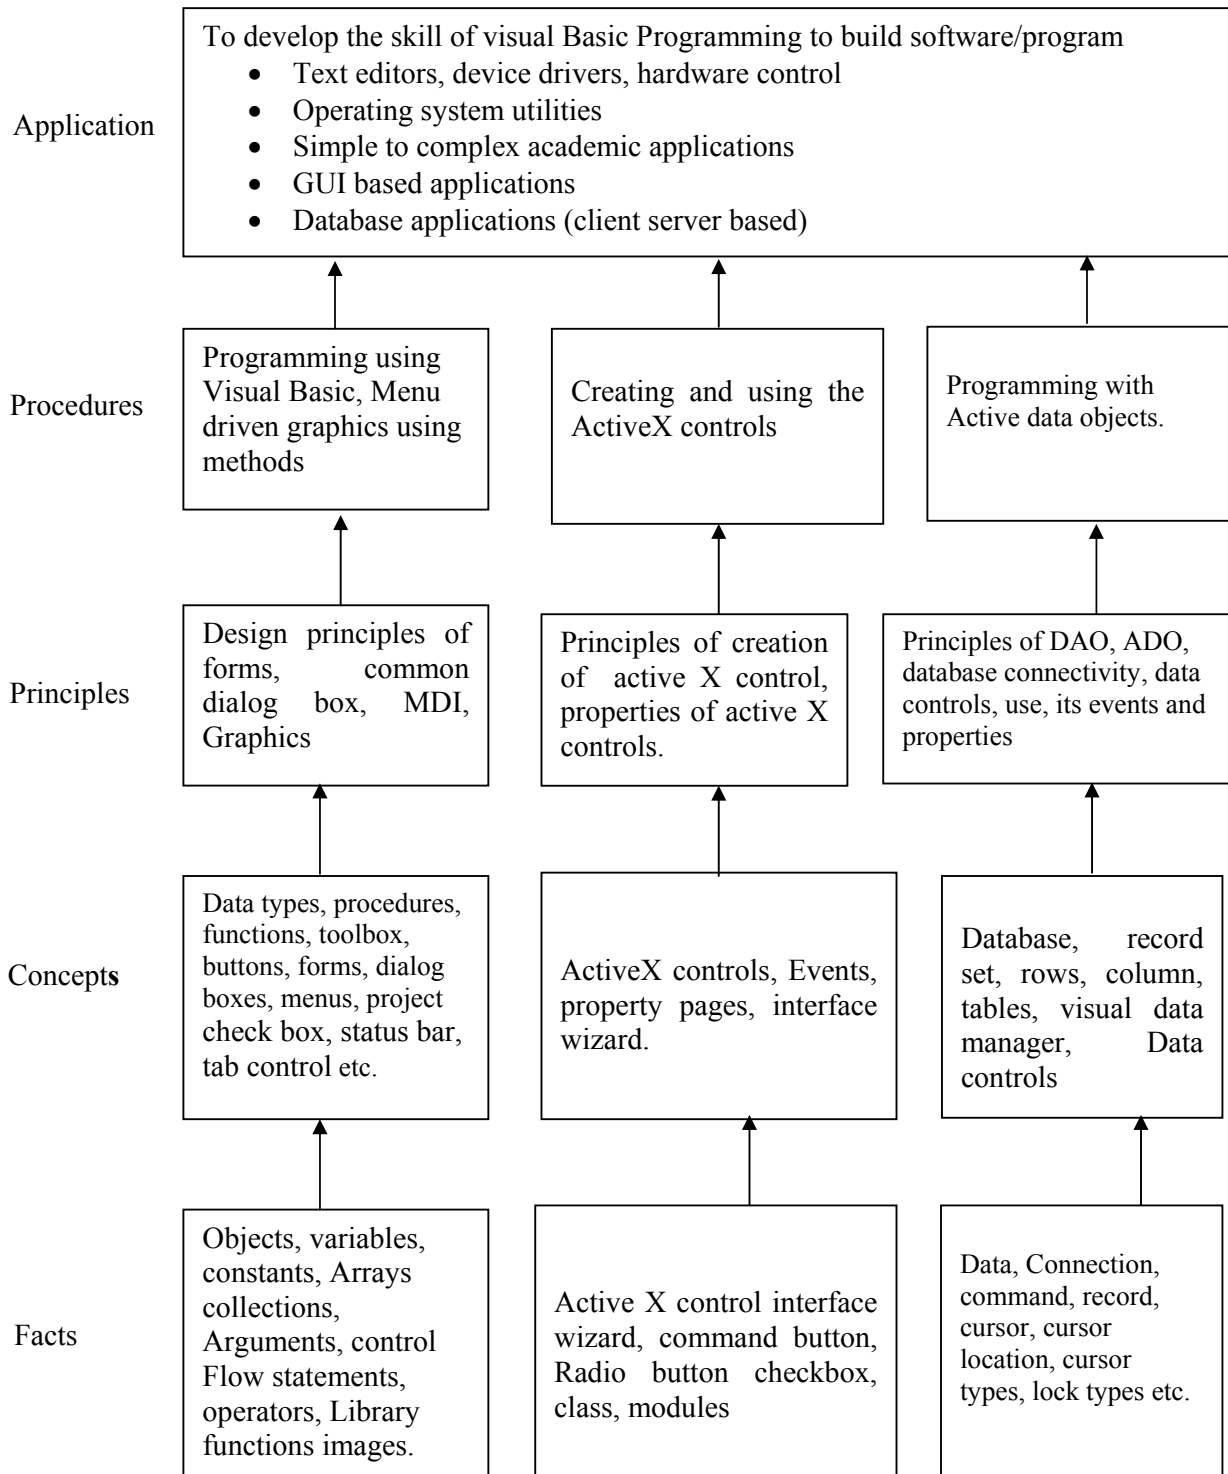 To develop the skill of visual Basic Programming to build software/program
• Text editors, device drivers, hardware control
• Operating system utilities
• Simple to complex academic applications
• GUI based applications
• Database applications (client server based)
Application
Procedures
Programming using
Visual Basic, Menu
driven graphics using
methods
Creating and using the
ActiveX controls
Programming with
Active data objects.
Principles
Design principles of
forms, common
dialog box, MDI,
Graphics
Principles of creation
of active X control,
properties of active X
controls.
Principles of DAO, ADO,
database connectivity, data
controls, use, its events and
properties
Concepts
Data types, procedures,
functions, toolbox,
buttons, forms, dialog
boxes, menus, project
check box, status bar,
tab control etc.
ActiveX controls, Events,
property pages, interface
wizard.
Database, record
set, rows, column,
tables, visual data
manager, Data
controls
Facts
Objects, variables,
constants, Arrays
collections,
Arguments, control
Flow statements,
operators, Library
functions images.
Active X control interface
wizard, command button,
Radio button checkbox,
class, modules
Data, Connection,
command, record,
cursor, cursor
location, cursor
types, lock types etc.